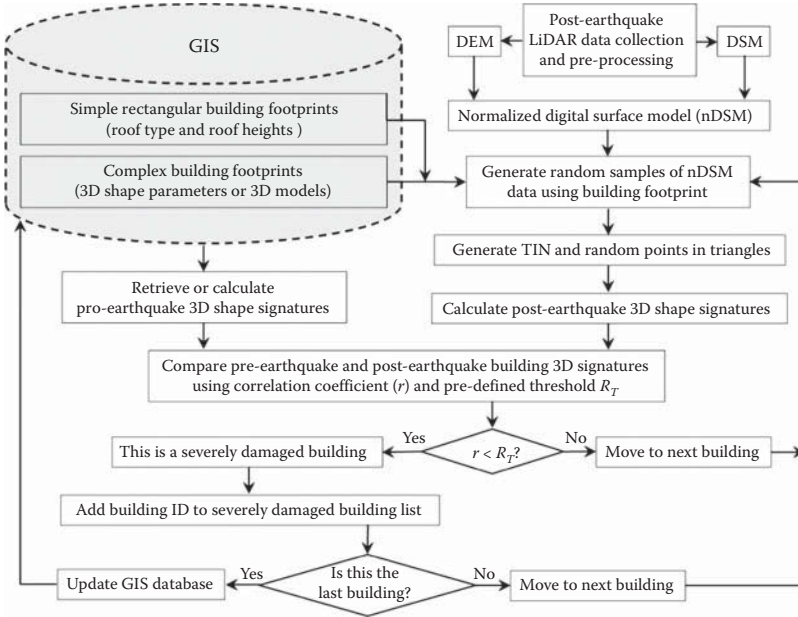 GIS
Simple rectangular building footprints
(roof type and roof heights )
Complex building footprints
(3D shape parameters or 3D models)
Post-earthquake
LiDAR data collection
and pre-processing
DEM
DSM
Normalized digital surface model (nDSM)
Generate random samples of nDSM
data using building footprint
Generate TIN and random points in triangles
Retrieve or calculate
pro-earthquake 3D shape signatures
Calculate post-earthquake 3D shape signatures
Compare pre-earthquake and post-earthquake building 3D signatures
using correlation coefficient (r) and pre-defined threshold R_T
This is a severely damaged building
Yes
r < R_T?
No
Move to next building
Add building ID to severely damaged building list
Update GIS database
Yes
Is this the
last building?
No
Move to next building